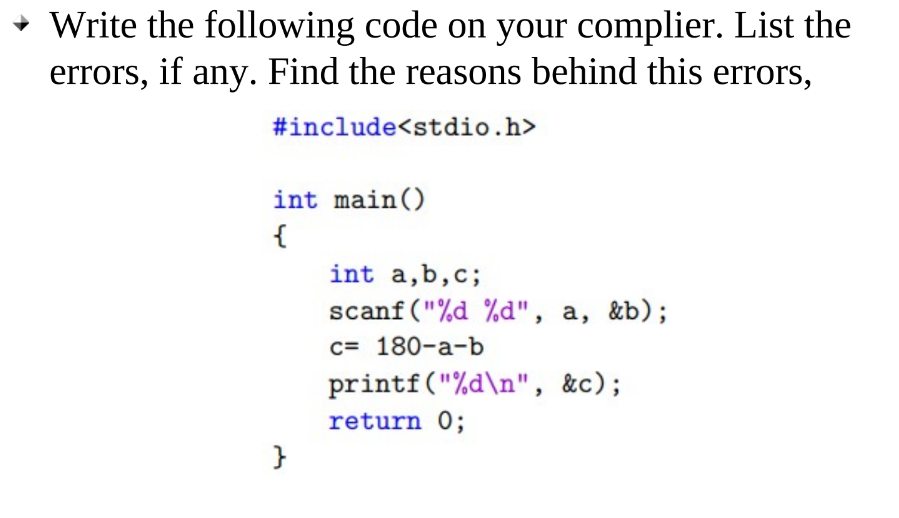 Write the following code on your complier. List the
errors, if any. Find the reasons behind this errors,
#include<stdio.h>
int main()
{
int a,b,c;
scanf("%d %d", a, &b);
c= 180-a-b
printf("%d\n", &c);
return 0;
}